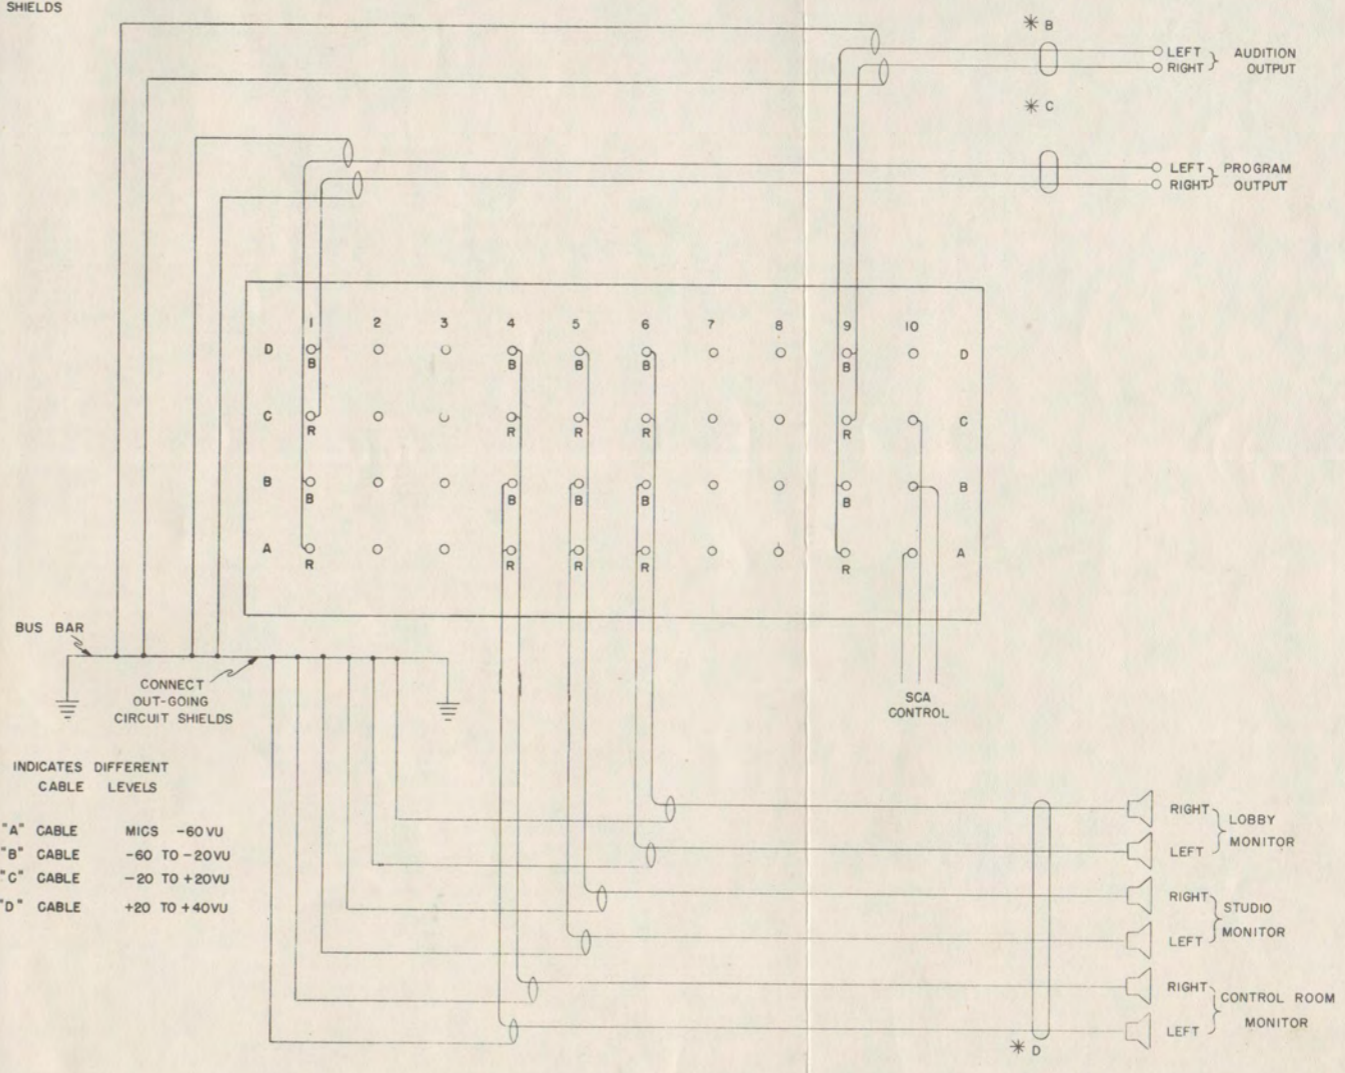 SHIELDS
* B
LEFT
RIGHT
AUDITION
OUTPUT
* C
LEFT
RIGHT
PROGRAM
OUTPUT
1 2 3 4 5 6 7 8 9 10
D D
B B B B B
C C
R R R R R
B B
B B B B B
A A
R R R R R
BUS BAR
CONNECT
OUT-GOING
CIRCUIT SHIELDS
SCA
CONTROL
INDICATES DIFFERENT
CABLE LEVELS
"A" CABLE MICS -60VU
"B" CABLE -60 TO -20VU
"C" CABLE -20 TO +20VU
"D" CABLE +20 TO +40VU
RIGHT
LEFT
LOBBY
MONITOR
RIGHT
LEFT
STUDIO
MONITOR
RIGHT
LEFT
CONTROL ROOM
MONITOR
* D